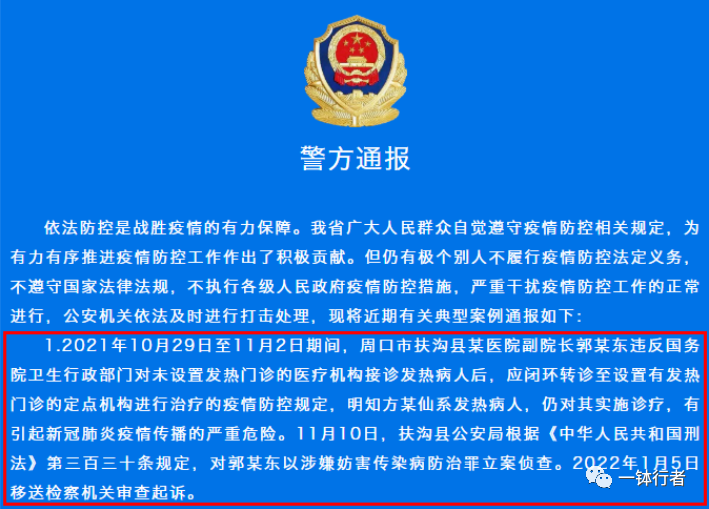 警方通报
依法防控是战胜疫情的有力保障。我省广大人民群众自觉遵守疫情防控相关规定，为
有力有序推进疫情防控工作作出了积极贡献。但仍有极个别人不履行疫情防控法定义务，
不遵守国家法律法规，不执行各级人民政府疫情防控措施，严重干扰疫情防控工作的正常
进行，公安机关依法及时进行打击处理，现将近期有关典型案例通报如下：
1.2021年10月29日至11月2日期间，周口市扶沟县某医院副院长郭某东违反国务
院卫生行政部门对未设置发热门诊的医疗机构接诊发热病人后，应闭环转诊至设置有发热
门诊的定点机构进行治疗的疫情防控规定，明知方某仙系发热病人，仍对其实施诊疗，有
引起新冠肺炎疫情传播的严重危险。11月10日，扶沟县公安局根据《中华人民共和国刑
法》第三百三十条规定，对郭某东以涉嫌妨害传染病防治罪立案侦查。2022年1月5日
移送检察机关审查起诉。
一钵行者